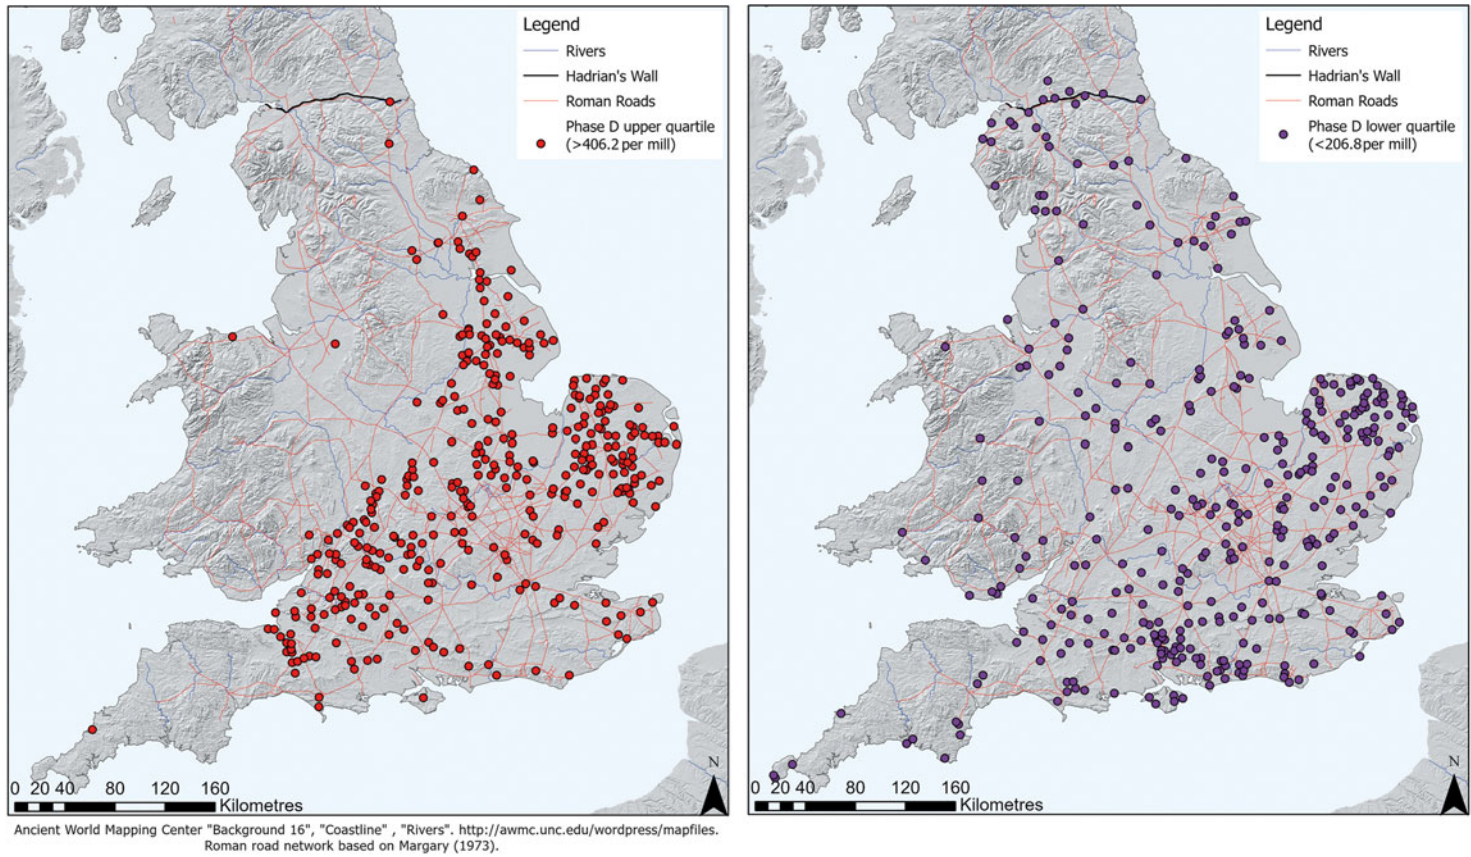 Legend
Rivers
Hadrian's Wall
Roman Roads
Phase D upper quartile
(>406.2 per mill)
N
0 20 40 80 120 160
Kilometres
Legend
Rivers
Hadrian's Wall
Roman Roads
Phase D lower quartile
(<206.8 per mill)
N
0 20 40 80 120 160
Kilometres
Ancient World Mapping Center "Background 16", "Coastline" , "Rivers". http://awmc.unc.edu/wordpress/mapfiles.
Roman road network based on Margary (1973).